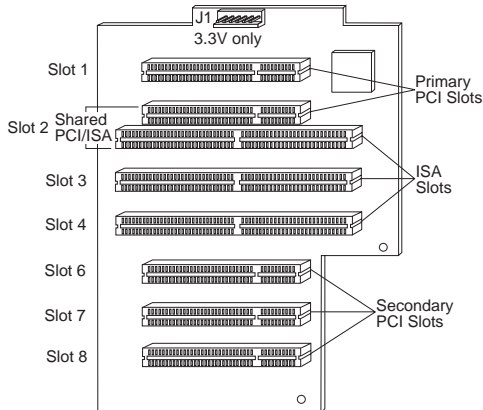 J1
3.3V only
Slot 1
Primary
PCI Slots
Slot 2
Shared
PCI/ISA
Slot 3
ISA
Slots
Slot 4
Slot 6
Slot 7
Secondary
PCI Slots
Slot 8